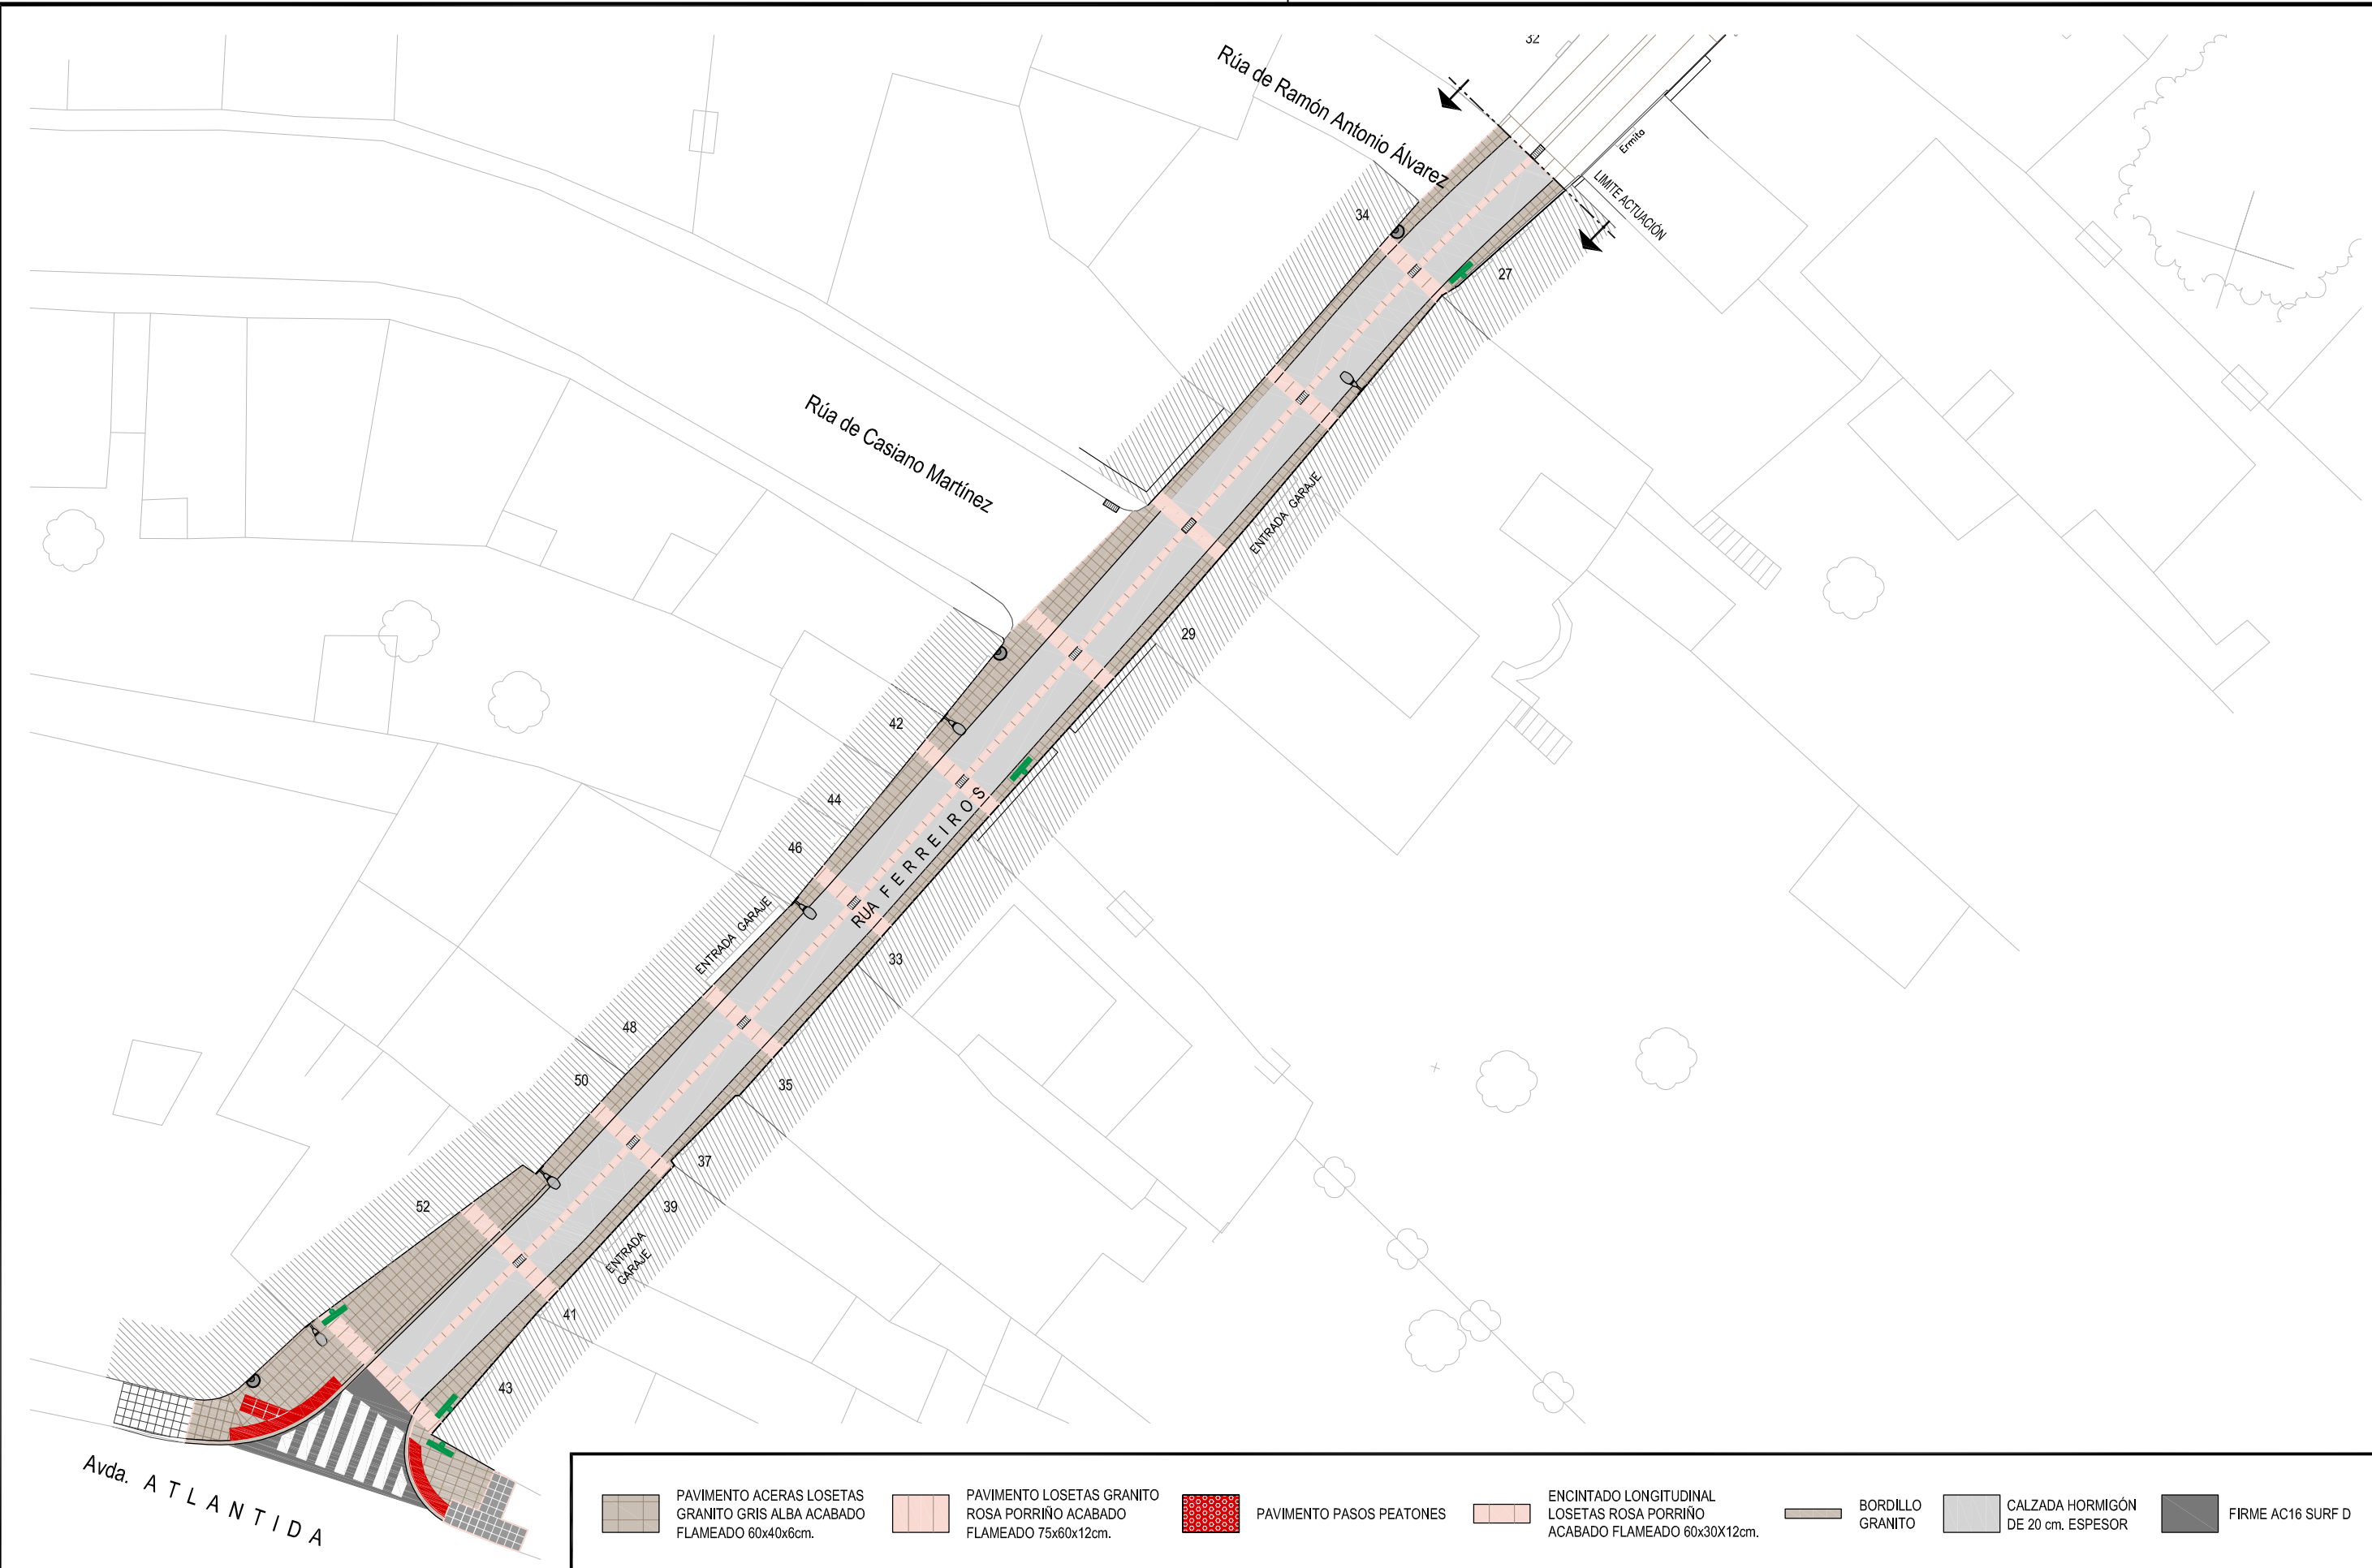 32
Rúa de Ramón Antonio Álvarez
Ermita
LIMITE ACTUACIÓN
34
27
Rúa de Casiano Martínez
ENTRADA GARAJE
29
42
44
RUA FERREIROS
46
ENTRADA GARAJE
33
48
50
35
37
52
39
ENTRADA
GARAJE
41
43
Avda. ATLANTIDA
PAVIMENTO ACERAS LOSETAS
GRANITO GRIS ALBA ACABADO
FLAMEADO 60x40x6cm.
PAVIMENTO LOSETAS GRANITO
ROSA PORRIÑO ACABADO
FLAMEADO 75x60x12cm.
PAVIMENTO PASOS PEATONES
ENCINTADO LONGITUDINAL
LOSETAS ROSA PORRIÑO
ACABADO FLAMEADO 60x30X12cm.
BORDILLO
GRANITO
CALZADA HORMIGÓN
DE 20 cm. ESPESOR
FIRME AC16 SURF D